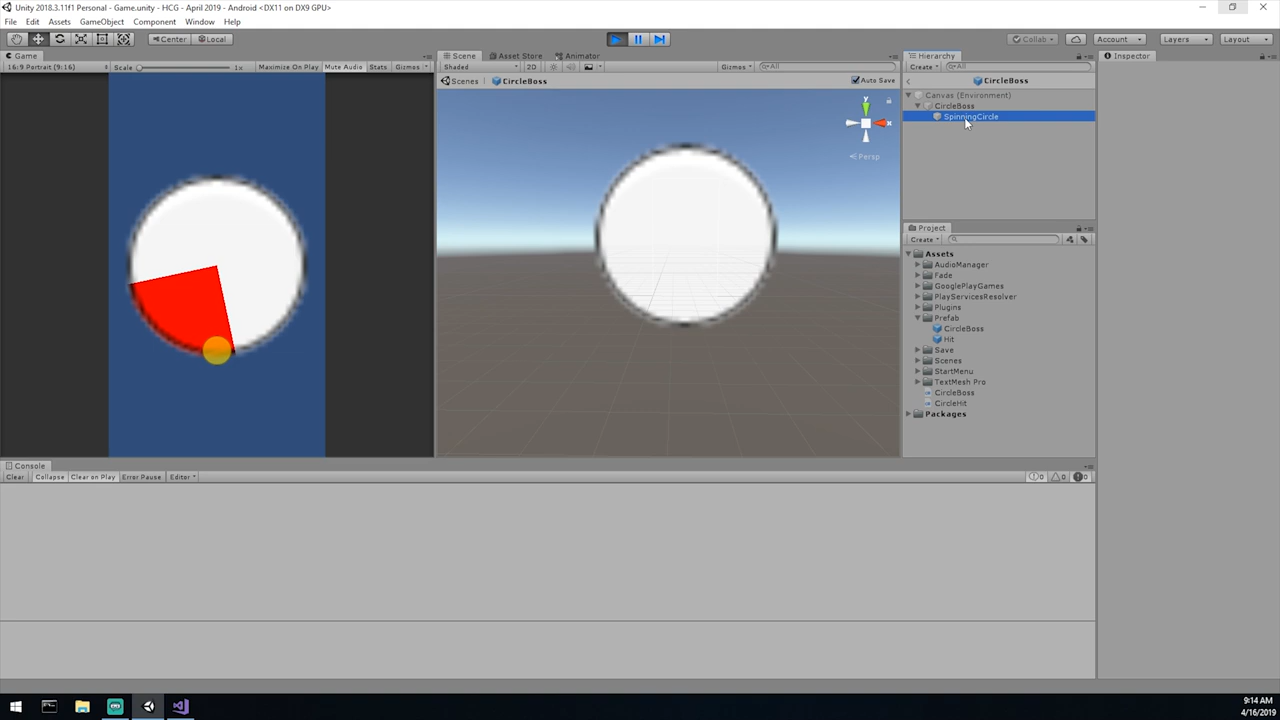 Unity 2018.3.11f1 Personal - Game.unity - HCG - April 2019 - Android <DX11 on DX9 GPU>
File Edit Assets GameObject Component Window Help
Center Local Collab Account Layers Layout
Game Scene Asset Store Animator Hierarchy Inspector
16:9 Portrait (9:16) Scale 1x Maximize On Play Mute Audio Stats Gizmos Shaded 2D Gizmos All Create All
Scenes CircleBoss Auto Save CircleBoss
Canvas (Environment)
CircleBoss
SpinningCircle
y
x
Persp
Project
Create
Assets
AudioManager
Fade
GooglePlayGames
PlayServicesResolver
Plugins
Prefab
CircleBoss
Hit
Save
Scenes
StartMenu
TextMesh Pro
CircleBoss
CircleHit
Packages
Console
Clear Collapse Clear on Play Error Pause Editor 0 0 0
9:14 AM
4/16/2019